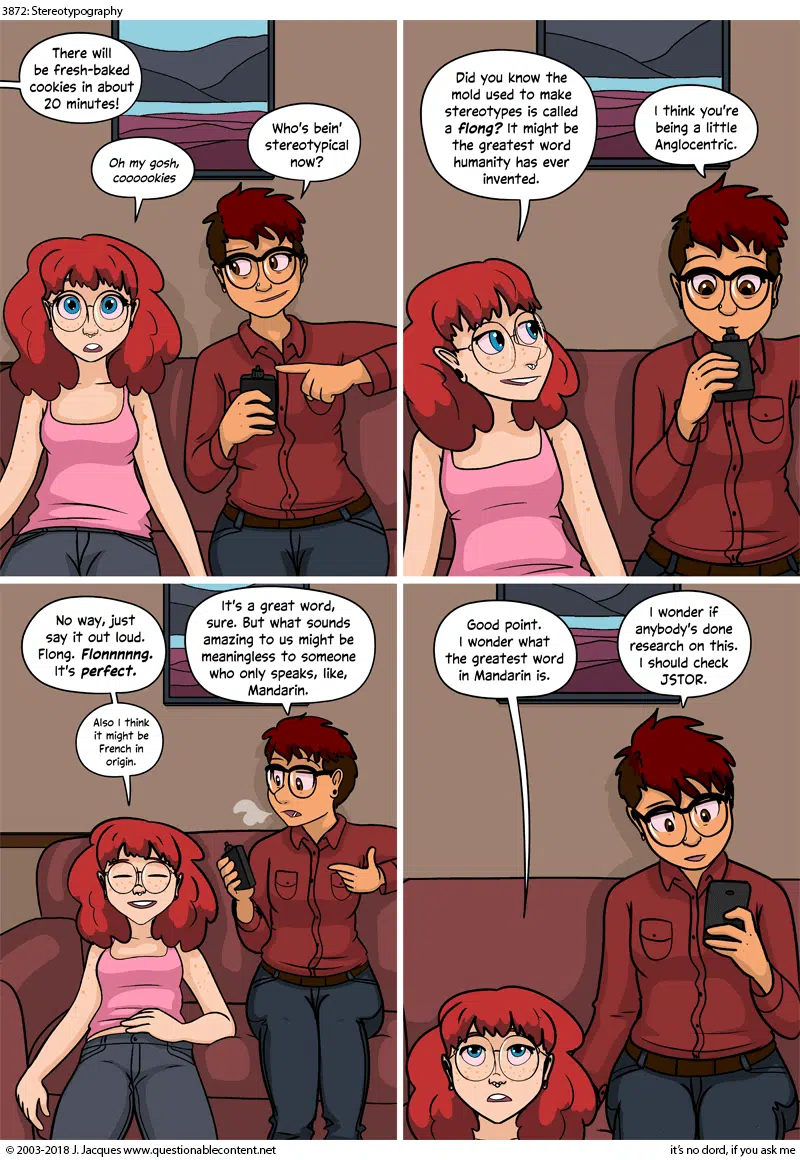 3872: Stereotypography
There will
be fresh-baked
cookies in about
20 minutes!
Oh my gosh,
coooookies
Who's bein'
stereotypical
now?
Did you know the
mold used to make
stereotypes is called
a flong? It might be
the greatest word
humanity has ever
invented.
I think you're
being a little
Anglocentric.
No way, just
say it out loud.
Flong. Flonnnnng.
It's perfect.
Also I think
it might be
French in
origin.
It's a great word,
sure. But what sounds
amazing to us might be
meaningless to someone
who only speaks, like,
Mandarin.
Good point.
I wonder what
the greatest word
in Mandarin is.
I wonder if
anybody's done
research on this.
I should check
JSTOR.
© 2003-2018 J. Jacques www.questionablecontent.net
it's no dord, if you ask me